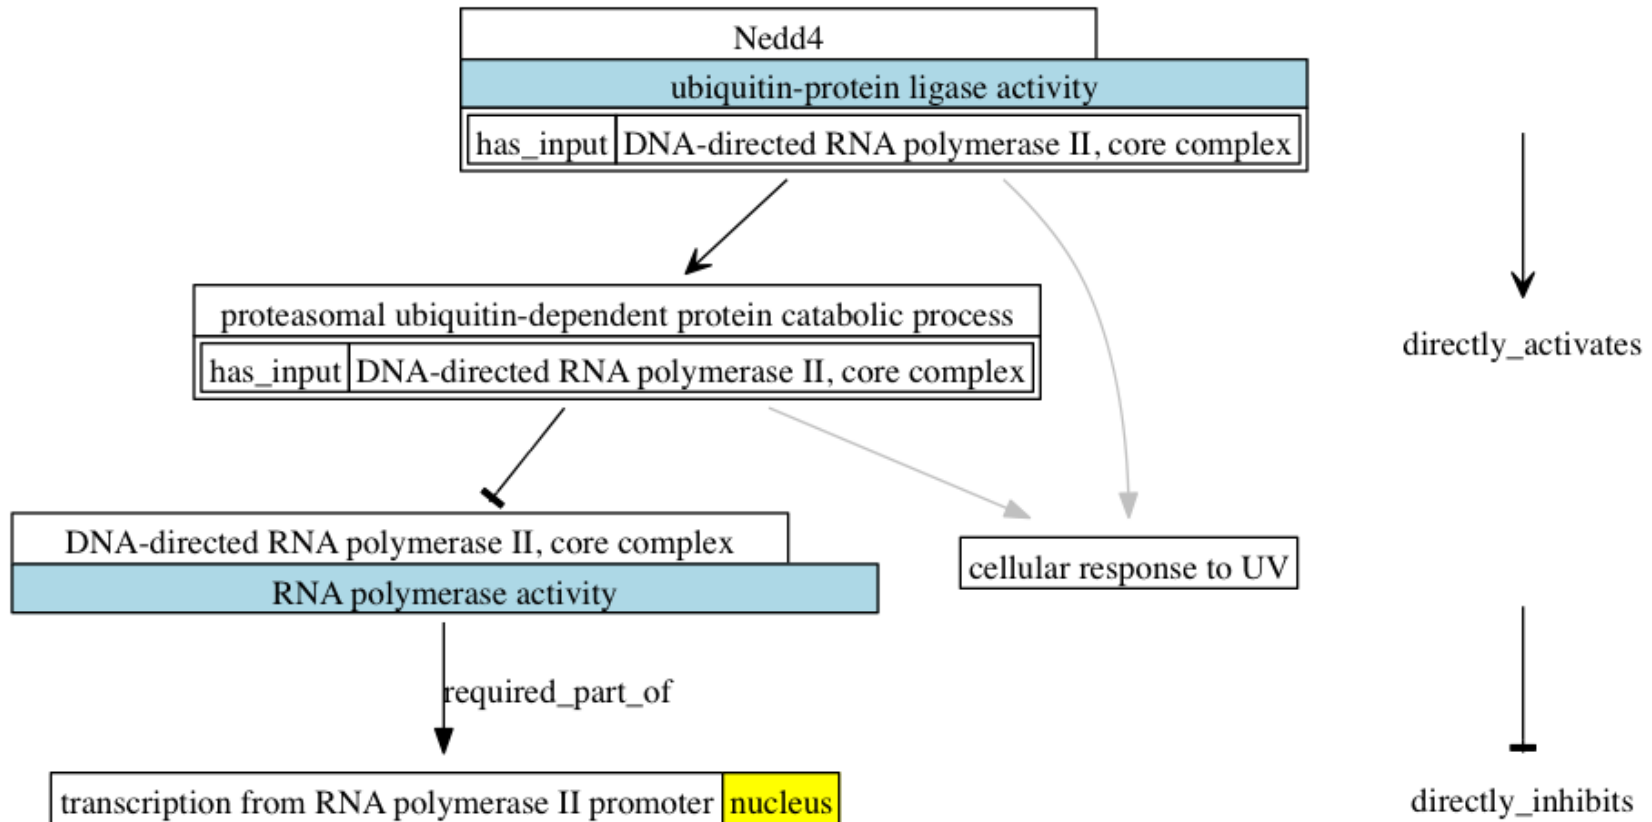 Nedd4
ubiquitin-protein ligase activity
has_input DNA-directed RNA polymerase II, core complex
proteasomal ubiquitin-dependent protein catabolic process
has_input DNA-directed RNA polymerase II, core complex
directly_activates
DNA-directed RNA polymerase II, core complex
RNA polymerase activity
cellular response to UV
required_part_of
transcription from RNA polymerase II promoter nucleus
directly_inhibits